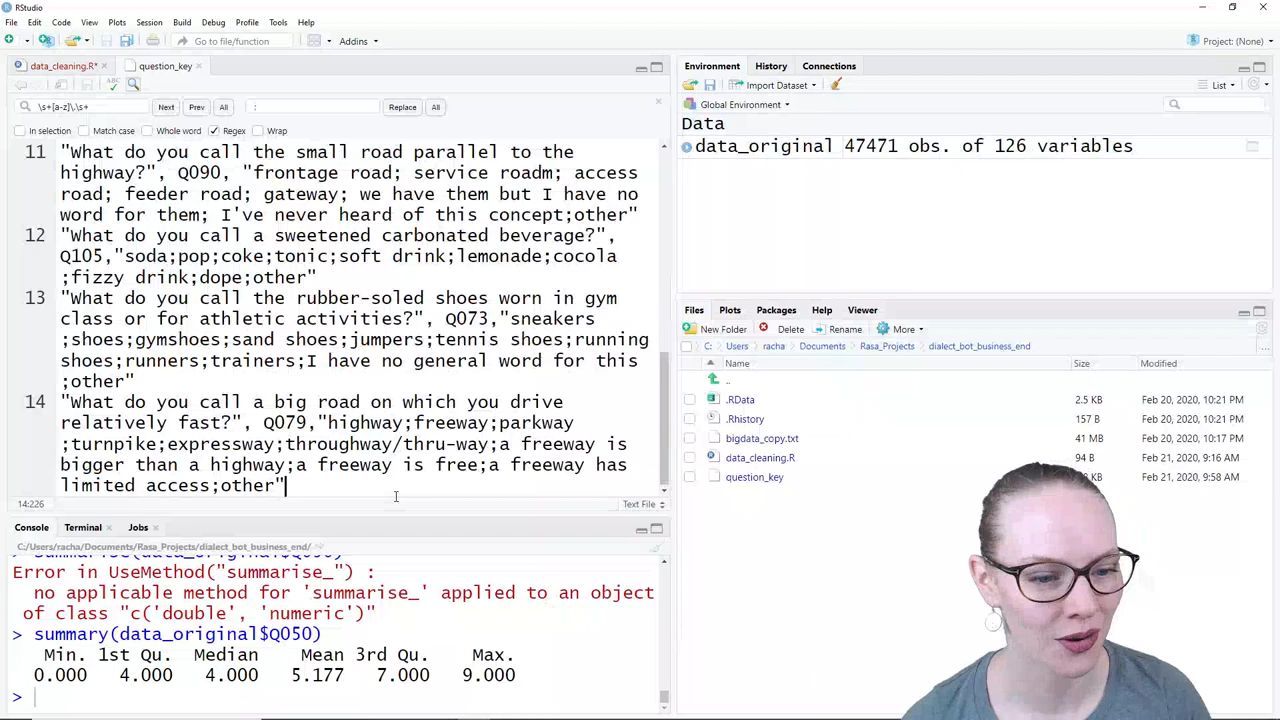 RStudio
File Edit Code View Plots Session Build Debug Profile Tools Help
Go to file/function
Addins
Project: (None)
data_cleaning.R*
question_key
\s+[a-z]\.\s+
Next
Prev
All
;
Replace
All
In selection
Match case
Whole word
Regex
Wrap
11 "What do you call the small road parallel to the
highway?", Q090, "frontage road; service roadm; access
road; feeder road; gateway; we have them but I have no
word for them; I've never heard of this concept;other"
12 "What do you call a sweetened carbonated beverage?",
Q105,"soda;pop;coke;tonic;soft drink;lemonade;cocola
;fizzy drink;dope;other"
13 "What do you call the rubber-soled shoes worn in gym
class or for athletic activities?", Q073,"sneakers
;shoes;gymshoes;sand shoes;jumpers;tennis shoes;running
shoes;runners;trainers;I have no general word for this
;other"
14 "What do you call a big road on which you drive
relatively fast?", Q079,"highway;freeway;parkway
;turnpike;expressway;throughway/thru-way;a freeway is
bigger than a highway;a freeway is free;a freeway has
limited access;other"
14:226
Text File
Console Terminal Jobs
C:/Users/racha/Documents/Rasa_Projects/dialect_bot_business_end/
Error in UseMethod("summarise_") :
no applicable method for 'summarise_' applied to an object
of class "c('double', 'numeric')"
> summary(data_original$Q050)
Min. 1st Qu. Median Mean 3rd Qu. Max.
0.000 4.000 4.000 5.177 7.000 9.000
>
Environment History Connections
Import Dataset
List
Global Environment
Data
data_original 47471 obs. of 126 variables
Files Plots Packages Help Viewer
New Folder Delete Rename More
C: Users racha Documents Rasa_Projects dialect_bot_business_end
...
Name Size Modified
..
.RData 2.5 KB Feb 20, 2020, 10:21 PM
.Rhistory 157 B Feb 20, 2020, 10:21 PM
bigdata_copy.txt 41 MB Feb 20, 2020, 10:17 PM
data_cleaning.R 94 B Feb 21, 2020, 9:16 AM
question_key KB Feb 21, 2020, 9:58 AM